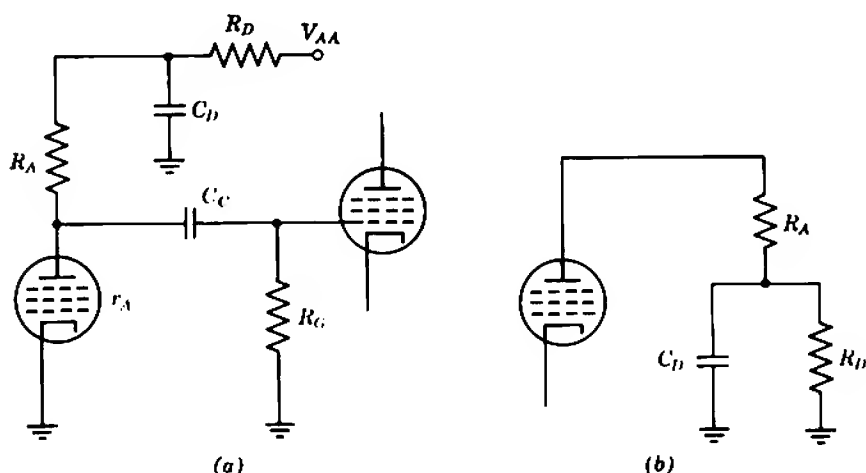 R_D
V_AA
C_D
R_A
C_C
r_A
R_G
(a)
R_A
C_D
R_D
(b)